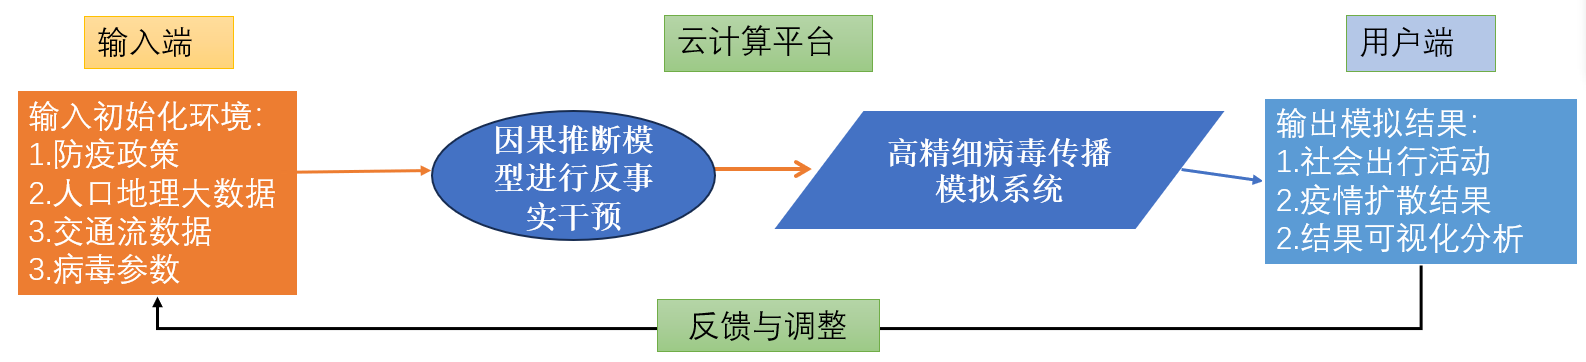 输入端
云计算平台
用户端
输入初始化环境：
1.防疫政策
2.人口地理大数据
3.交通流数据
3.病毒参数
因果推断模
型进行反事
实干预
高精细病毒传播
模拟系统
输出模拟结果：
1.社会出行活动
2.疫情扩散结果
2.结果可视化分析
反馈与调整